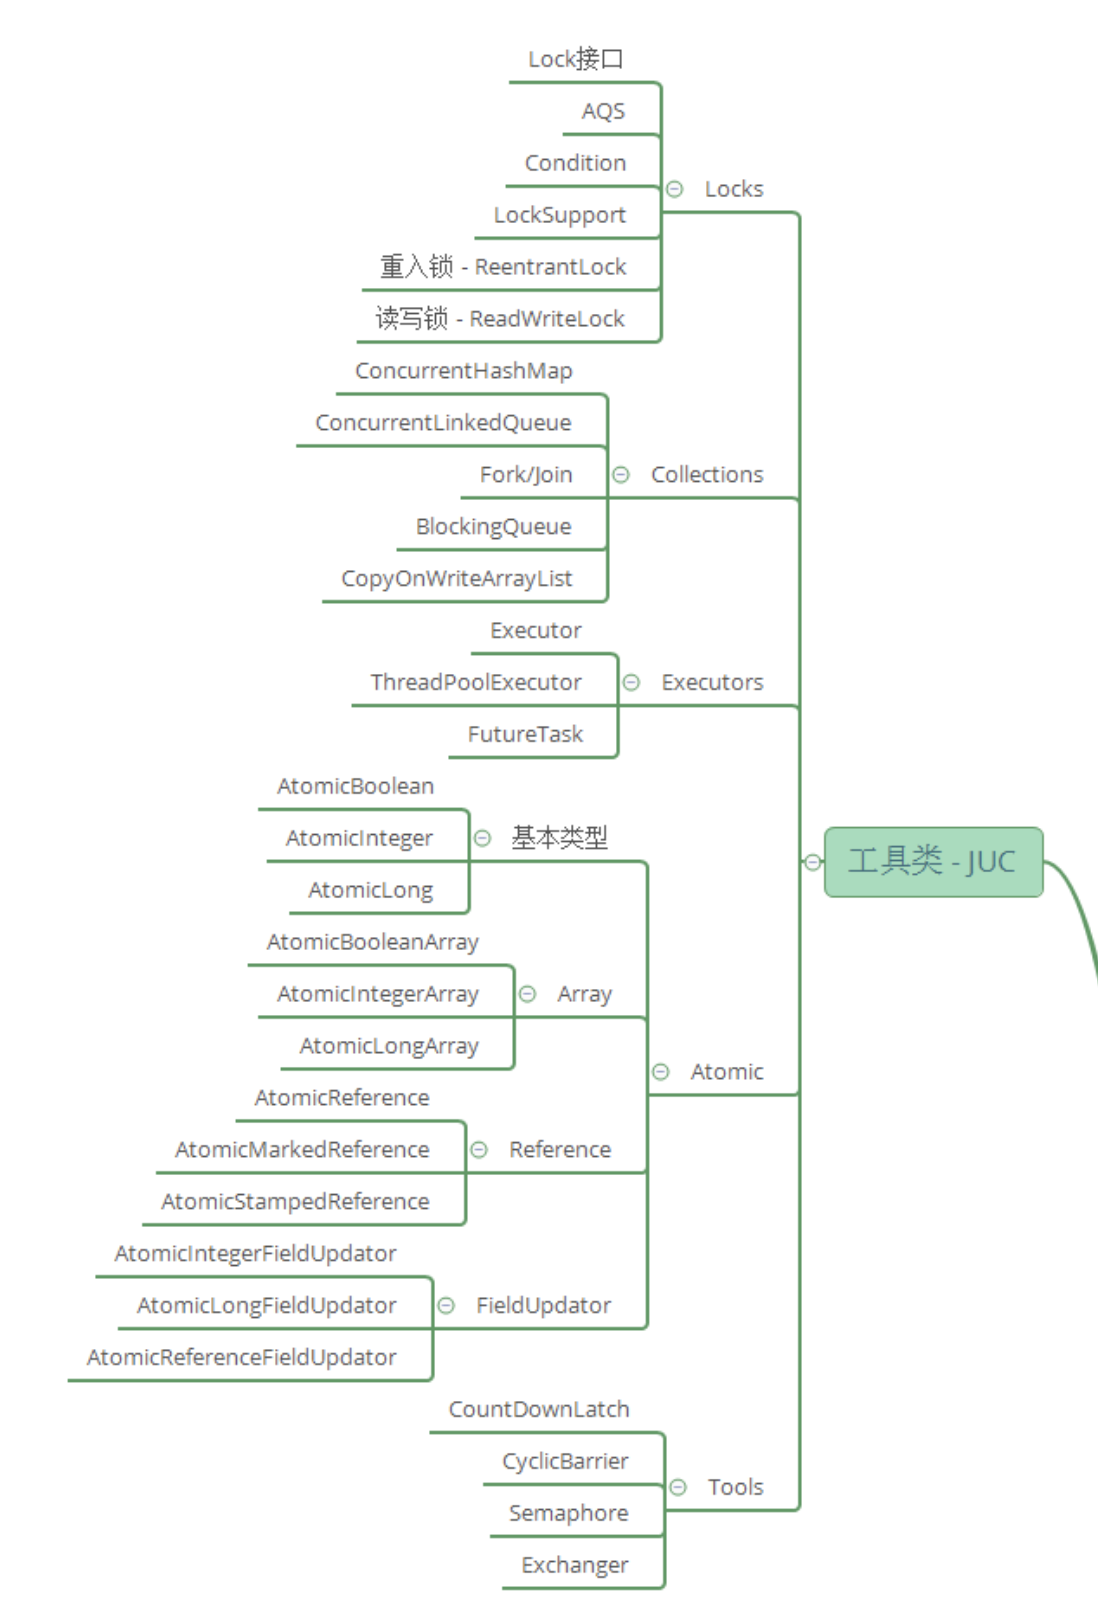 Lock接口
AQS
Condition
LockSupport
重入锁 - ReentrantLock
读写锁 - ReadWriteLock
Locks
ConcurrentHashMap
ConcurrentLinkedQueue
Fork/Join
BlockingQueue
CopyOnWriteArrayList
Collections
Executor
ThreadPoolExecutor
FutureTask
Executors
AtomicBoolean
AtomicInteger
AtomicLong
基本类型
AtomicBooleanArray
AtomicIntegerArray
AtomicLongArray
Array
AtomicReference
AtomicMarkedReference
AtomicStampedReference
Reference
AtomicIntegerFieldUpdator
AtomicLongFieldUpdator
AtomicReferenceFieldUpdator
FieldUpdator
Atomic
CountDownLatch
CyclicBarrier
Semaphore
Exchanger
Tools
工具类 - JUC